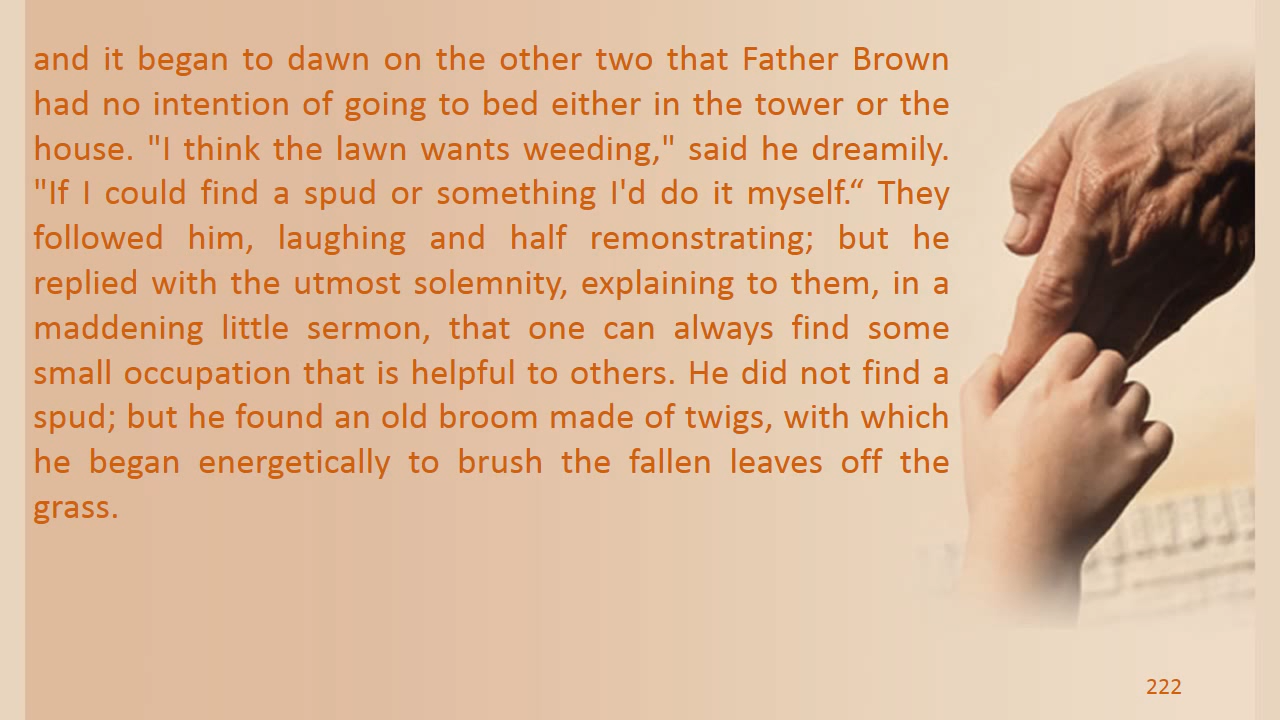 and it began to dawn on the other two that Father Brown
had no intention of going to bed either in the tower or the
house. "I think the lawn wants weeding," said he dreamily.
"If I could find a spud or something I'd do it myself.“ They
followed him, laughing and half remonstrating; but he
replied with the utmost solemnity, explaining to them, in a
maddening little sermon, that one can always find some
small occupation that is helpful to others. He did not find a
spud; but he found an old broom made of twigs, with which
he began energetically to brush the fallen leaves off the
grass.
222